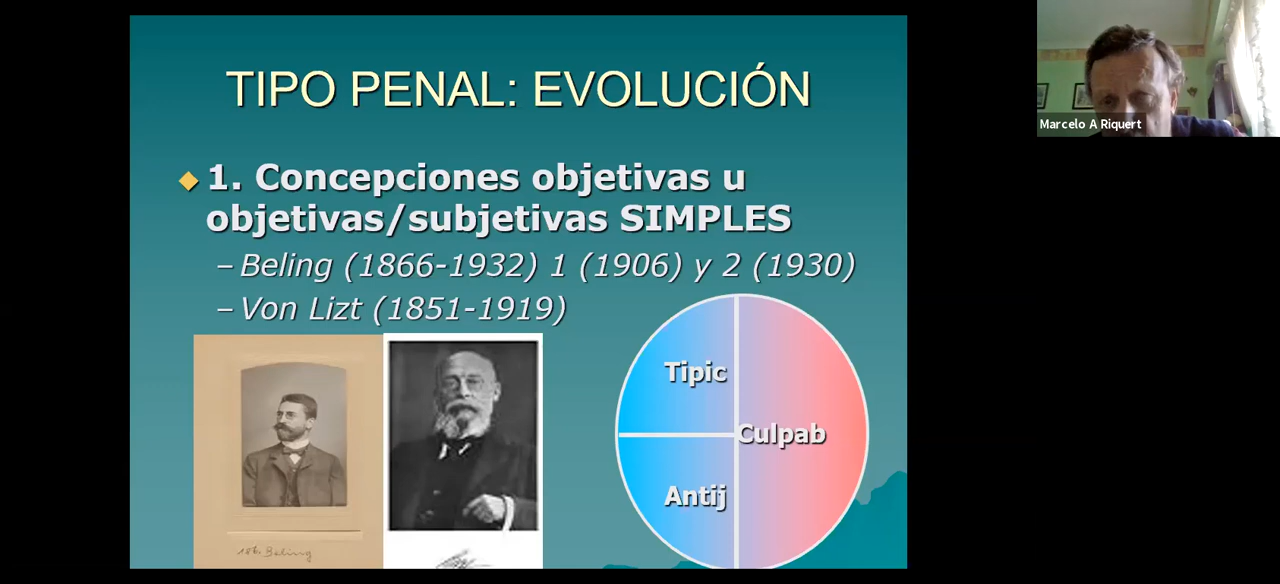 TIPO PENAL: EVOLUCIÓN
1. Concepciones objetivas u
objetivas/subjetivas SIMPLES
– Beling (1866-1932) 1 (1906) y 2 (1930)
– Von Lizt (1851-1919)
Tipic
Culpab
Antij
Beling
Marcelo A Riquert